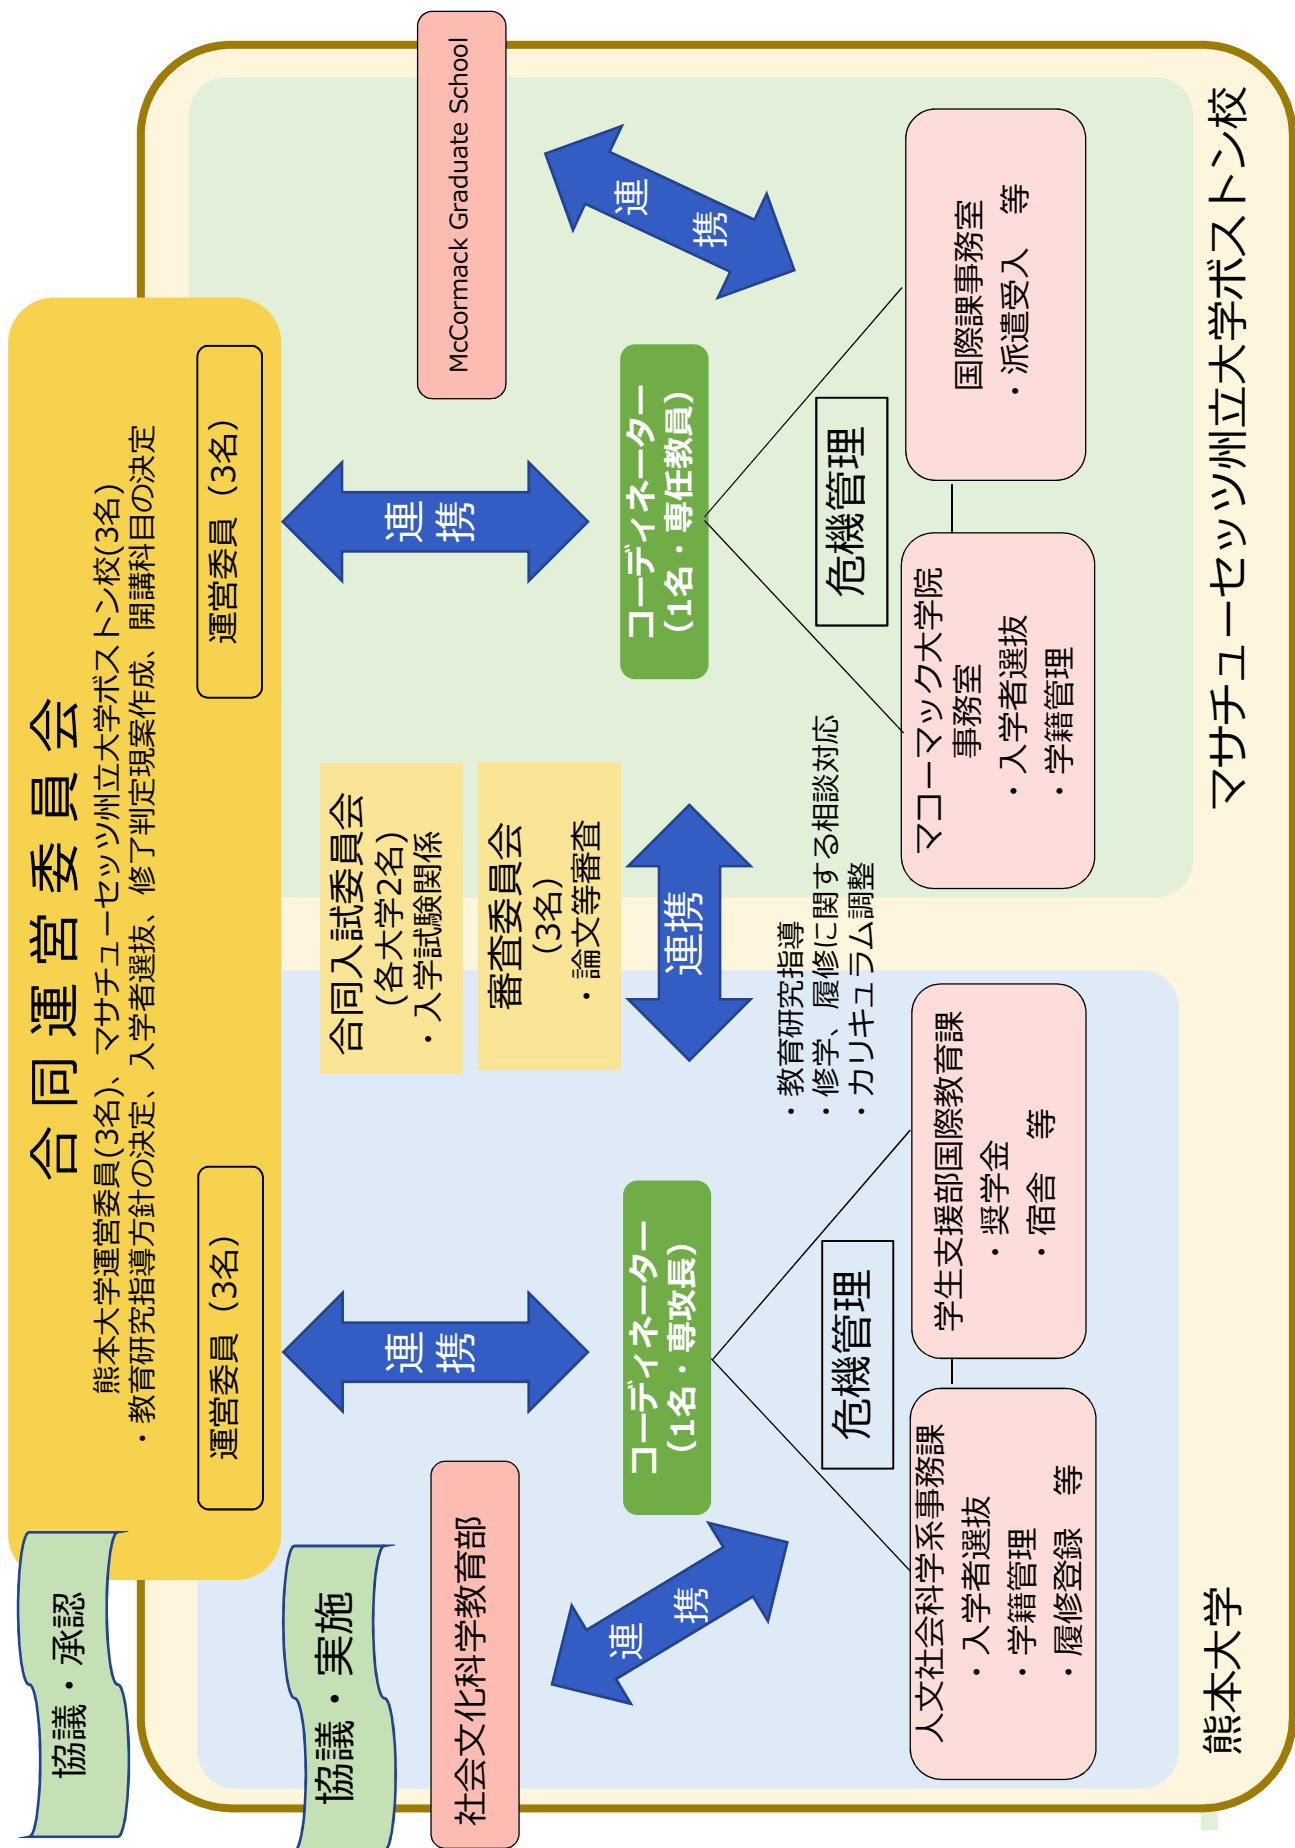 合同運営委員会
熊本大学運営委員(3名)、マサチューセッツ州立大学ボストン校(3名)
・教育研究指導方針の決定、入学者選抜、修了判定現案作成、開講科目の決定
協議・承認
運営委員（3名）
運営委員（3名）
協議・実施
連携
連携
合同入試委員会
(各大学2名)
・入学試験関係
社会文化科学教育部
McCormack Graduate School
審査委員会
(3名)
・論文等審査
連携
連携
コーディネーター
(1名・専攻長)
連携
コーディネーター
(1名・専任教員)
・教育研究指導
・修学、履修に関する相談対応
・カリキュラム調整
危機管理
危機管理
人文社会科学系事務課
・入学者選抜
・学籍管理
・履修登録　等
学生支援部国際教育課
・奨学金
・宿舎　等
マコーマック大学院
事務室
・入学者選抜
・学籍管理
国際課事務室
・派遣受入　等
熊本大学
マサチューセッツ州立大学ボストン校